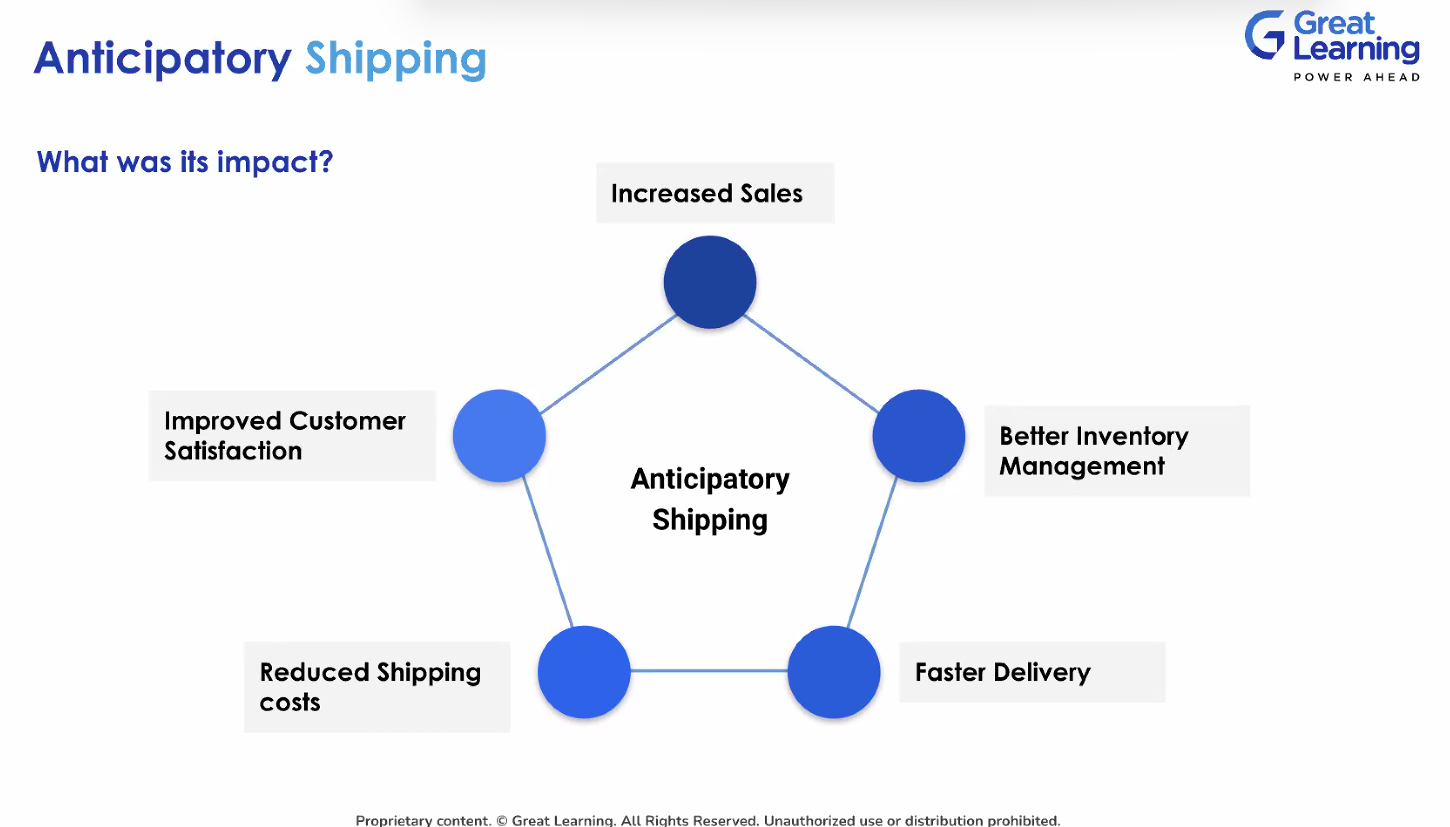 Anticipatory Shipping
Great
Learning
POWER AHEAD
What was its impact?
Increased Sales
Improved Customer
Satisfaction
Better Inventory
Management
Anticipatory
Shipping
Reduced Shipping
costs
Faster Delivery
Proprietary content. © Great Learning. All Rights Reserved. Unauthorized use or distribution prohibited.